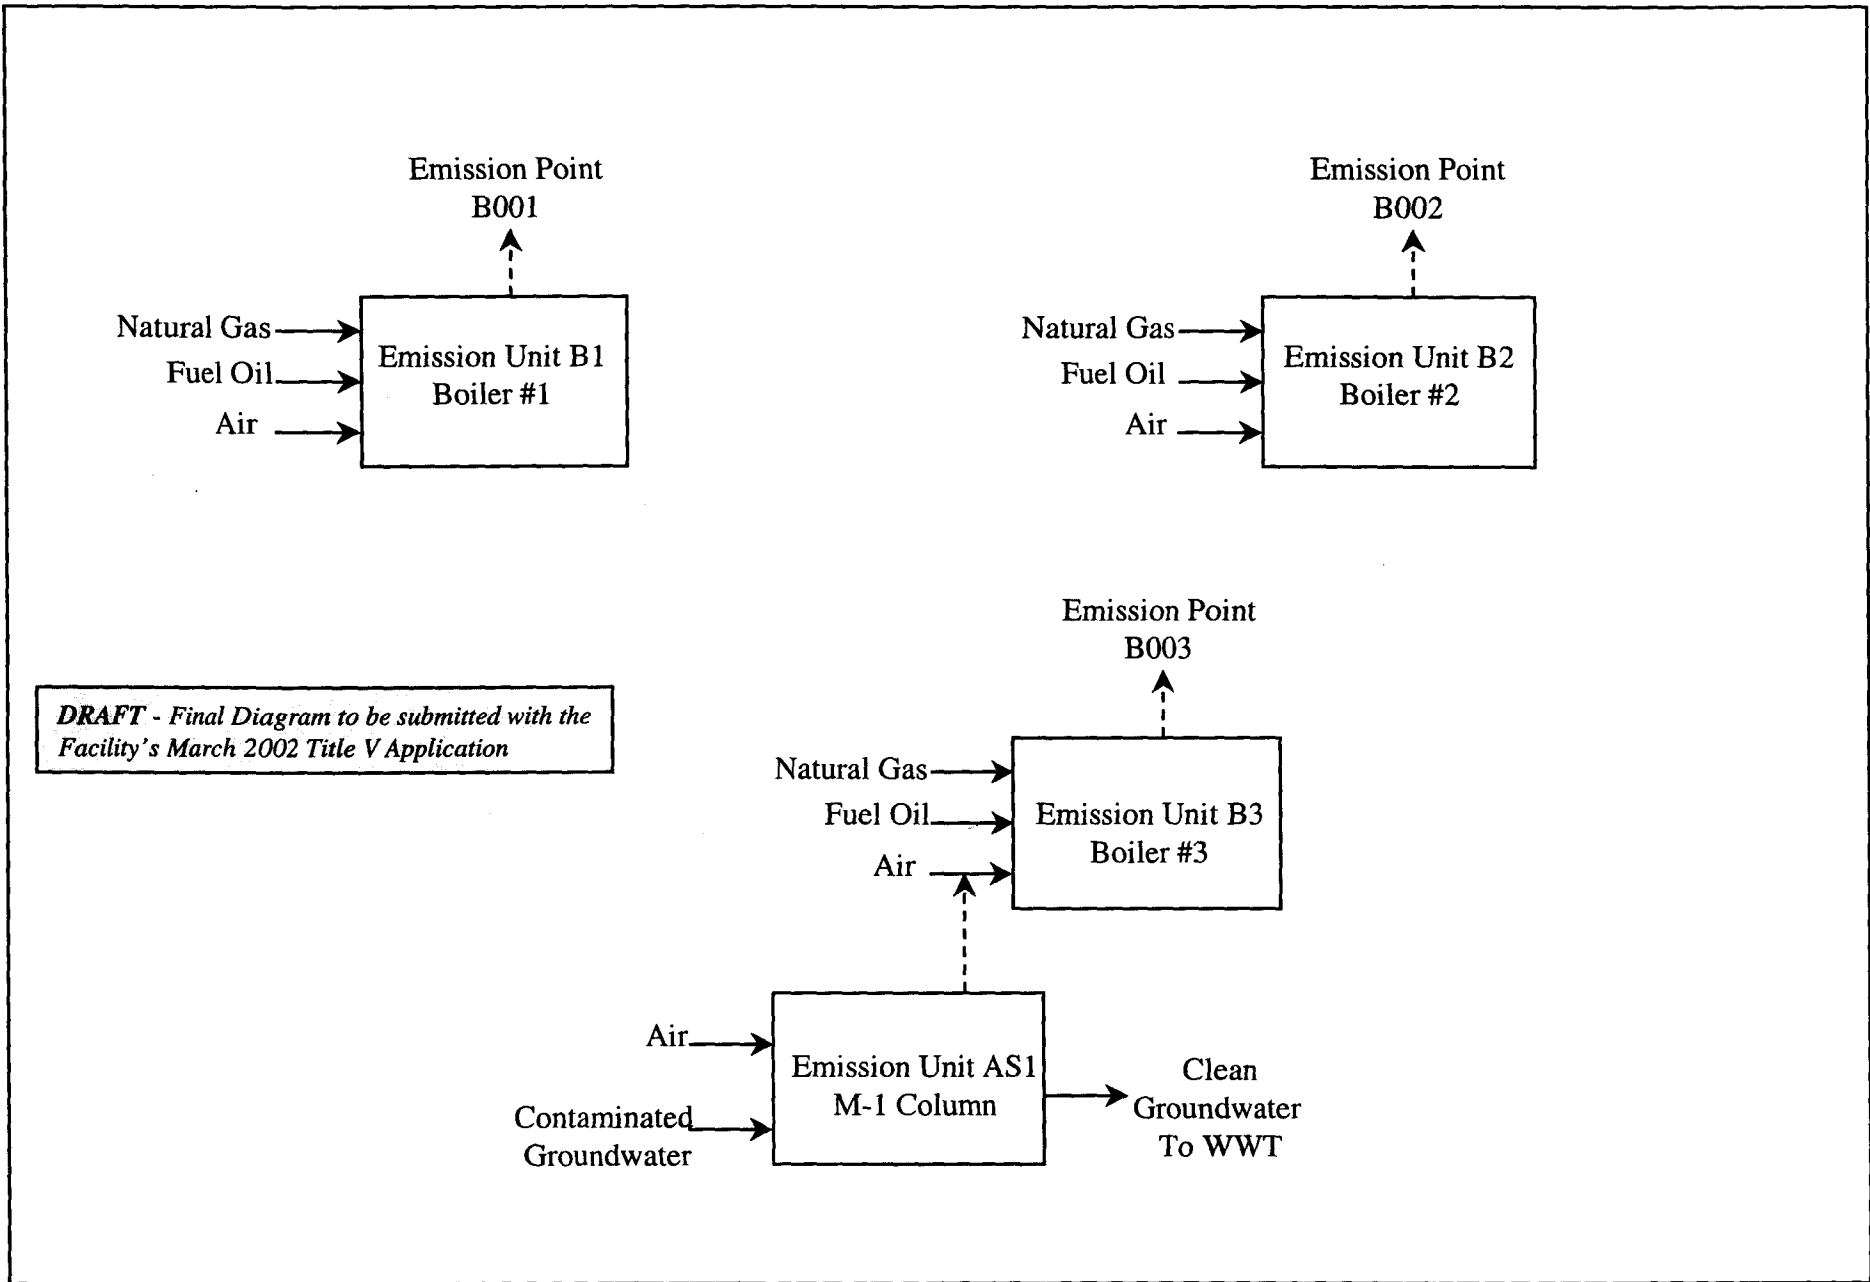 Emission Point
B001
Natural Gas
Fuel Oil
Air
Emission Unit B1
Boiler #1
Emission Point
B002
Natural Gas
Fuel Oil
Air
Emission Unit B2
Boiler #2
DRAFT - Final Diagram to be submitted with the
Facility's March 2002 Title V Application
Emission Point
B003
Natural Gas
Fuel Oil
Air
Emission Unit B3
Boiler #3
Air
Contaminated
Groundwater
Emission Unit AS1
M-1 Column
Clean
Groundwater
To WWT